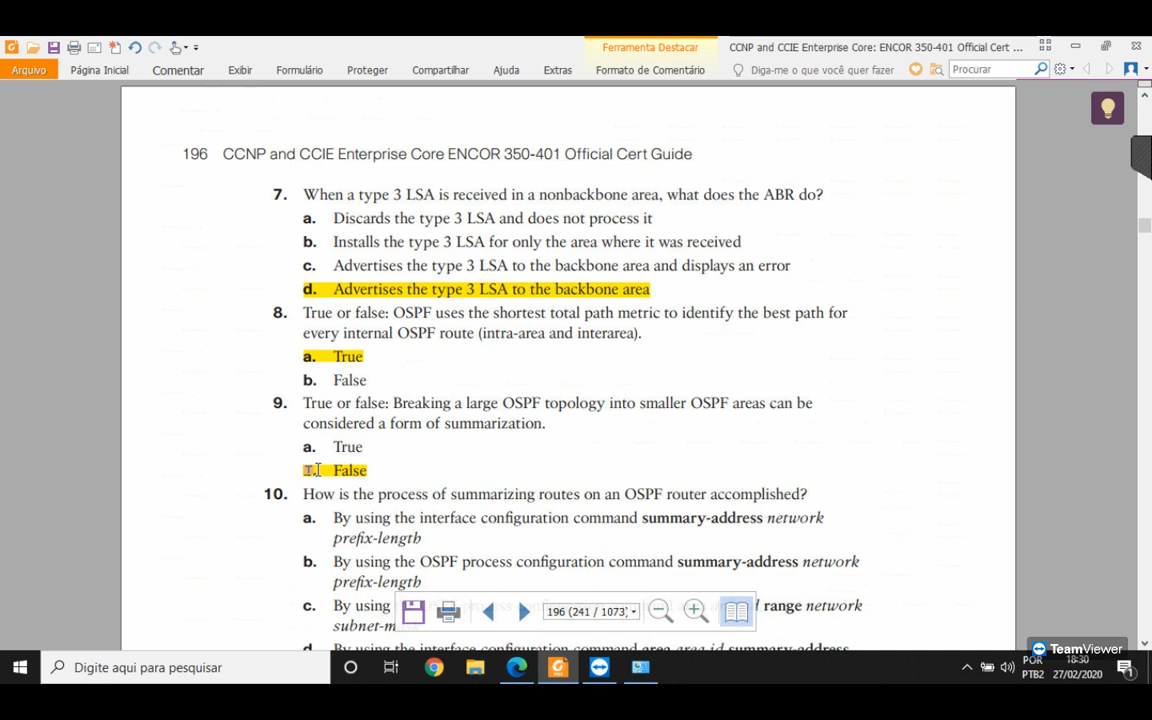 Ferramenta Destacar
CCNP and CCIE Enterprise Core: ENCOR 350-401 Official Cert ...
Arquivo
Página Inicial
Comentar
Exibir
Formulário
Proteger
Compartilhar
Ajuda
Extras
Formato de Comentário
Diga-me o que você quer fazer
Procurar
196 CCNP and CCIE Enterprise Core ENCOR 350-401 Official Cert Guide
7. When a type 3 LSA is received in a nonbackbone area, what does the ABR do?
a. Discards the type 3 LSA and does not process it
b. Installs the type 3 LSA for only the area where it was received
c. Advertises the type 3 LSA to the backbone area and displays an error
d. Advertises the type 3 LSA to the backbone area
8. True or false: OSPF uses the shortest total path metric to identify the best path for
every internal OSPF route (intra-area and interarea).
a. True
b. False
9. True or false: Breaking a large OSPF topology into smaller OSPF areas can be
considered a form of summarization.
a. True
False
10. How is the process of summarizing routes on an OSPF router accomplished?
a. By using the interface configuration command summary-address network
prefix-length
b. By using the OSPF process configuration command summary-address network
prefix-length
c. By using range network
196 (241 / 1073)
TeamViewer
Digite aqui para pesquisar
POR
PTB2
18:30
27/02/2020